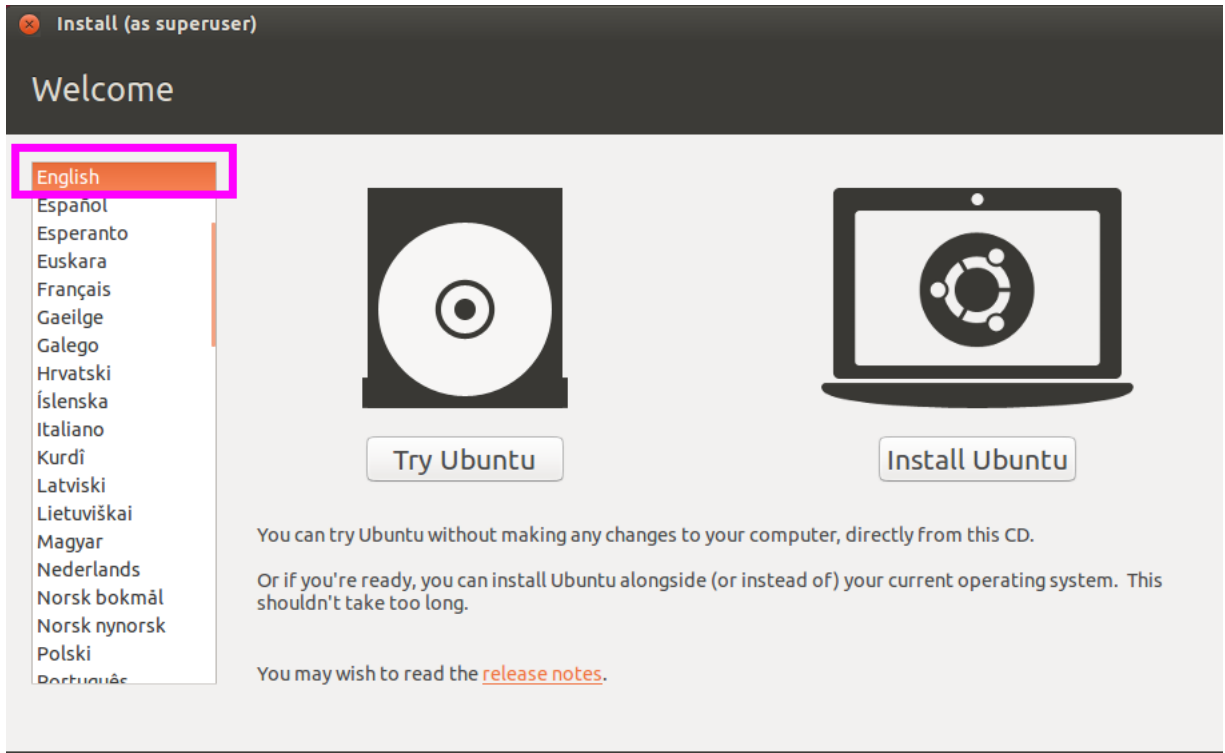 Install (as superuser)
Welcome
English
Español
Esperanto
Euskara
Français
Gaeilge
Galego
Hrvatski
Íslenska
Italiano
Kurdî
Latviski
Lietuviškai
Magyar
Nederlands
Norsk bokmål
Norsk nynorsk
Polski
Português
Try Ubuntu
Install Ubuntu
You can try Ubuntu without making any changes to your computer, directly from this CD.
Or if you're ready, you can install Ubuntu alongside (or instead of) your current operating system.  This
shouldn't take too long.
You may wish to read the release notes.